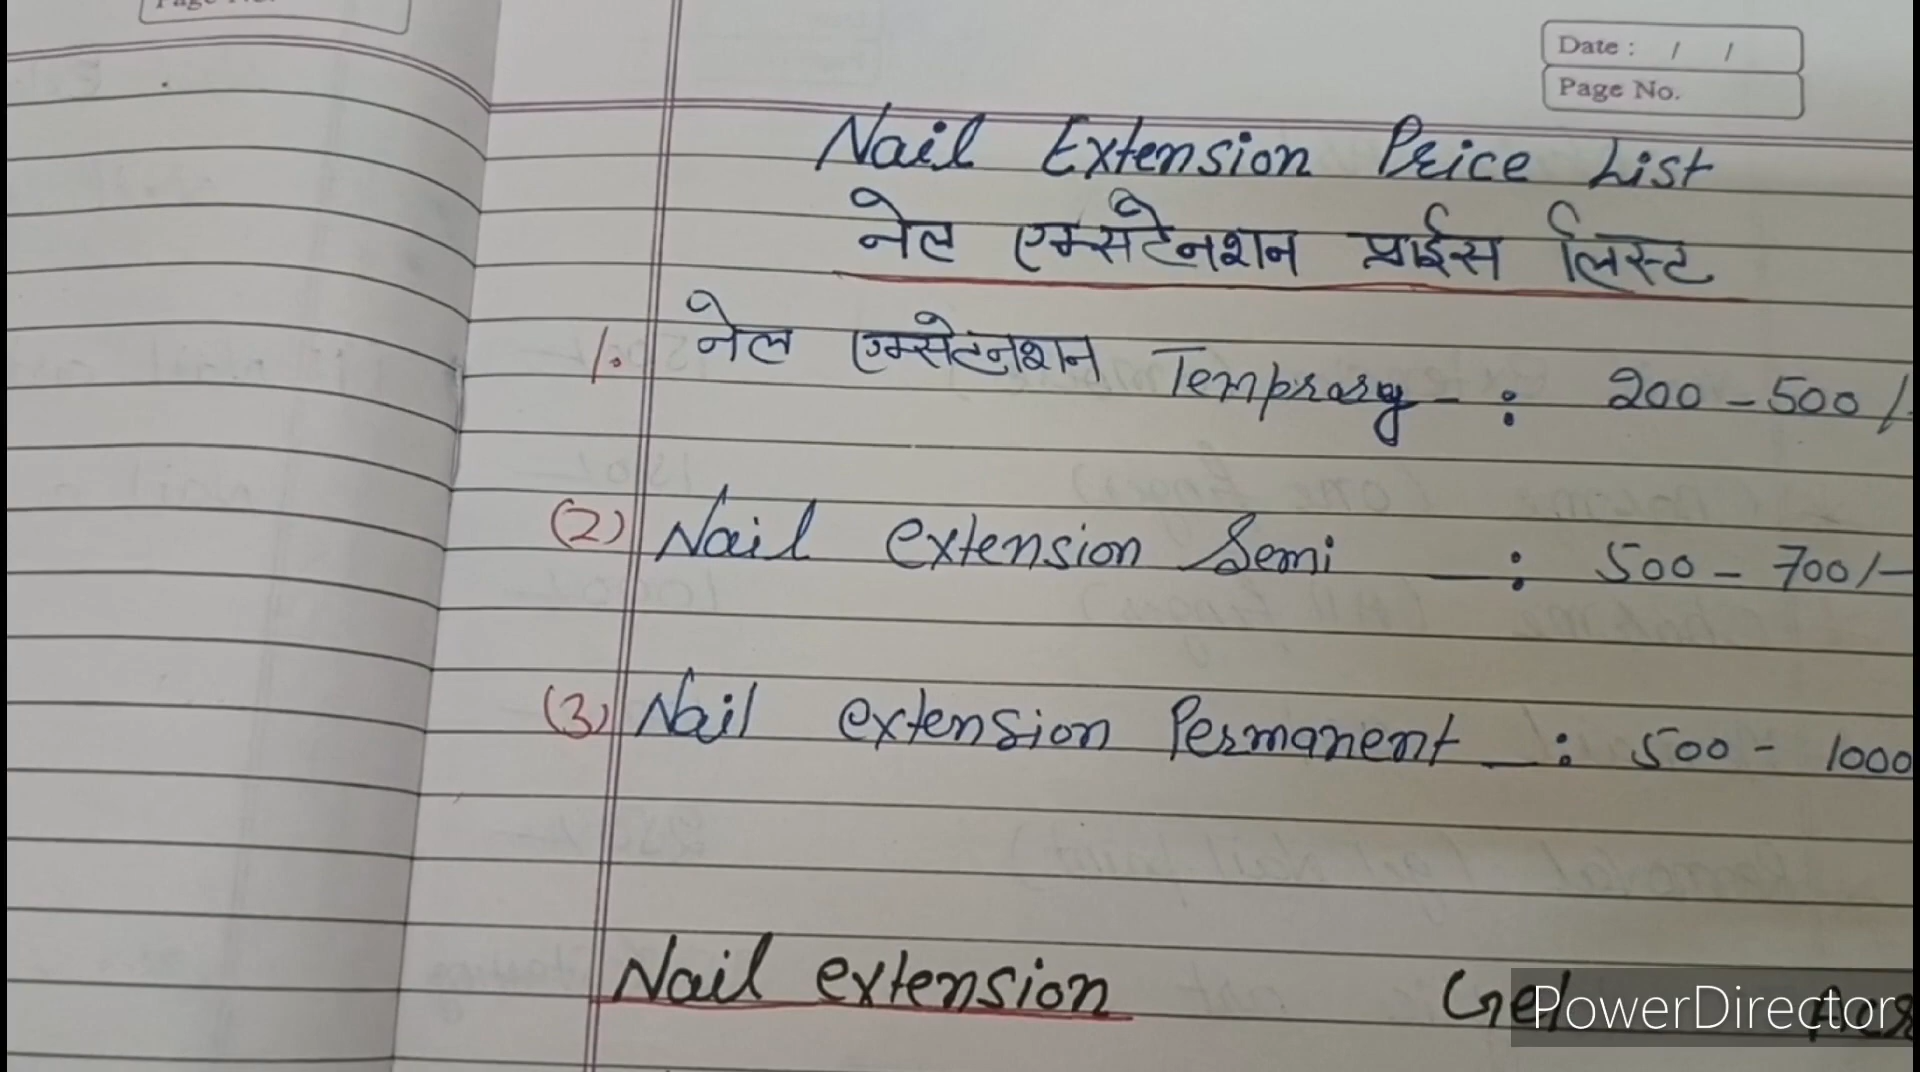 Date : / /
Page No.
Nail Extension Price List
नेल एक्सटेनशन प्राईस लिस्ट
1. नेल एक्सटेनशन Temprary - : 200 - 500/-
(2) Nail extension Semi - : 500 - 700/-
(3) Nail extension Permanent - : 500 - 1000
Nail extension Gel
PowerDirector